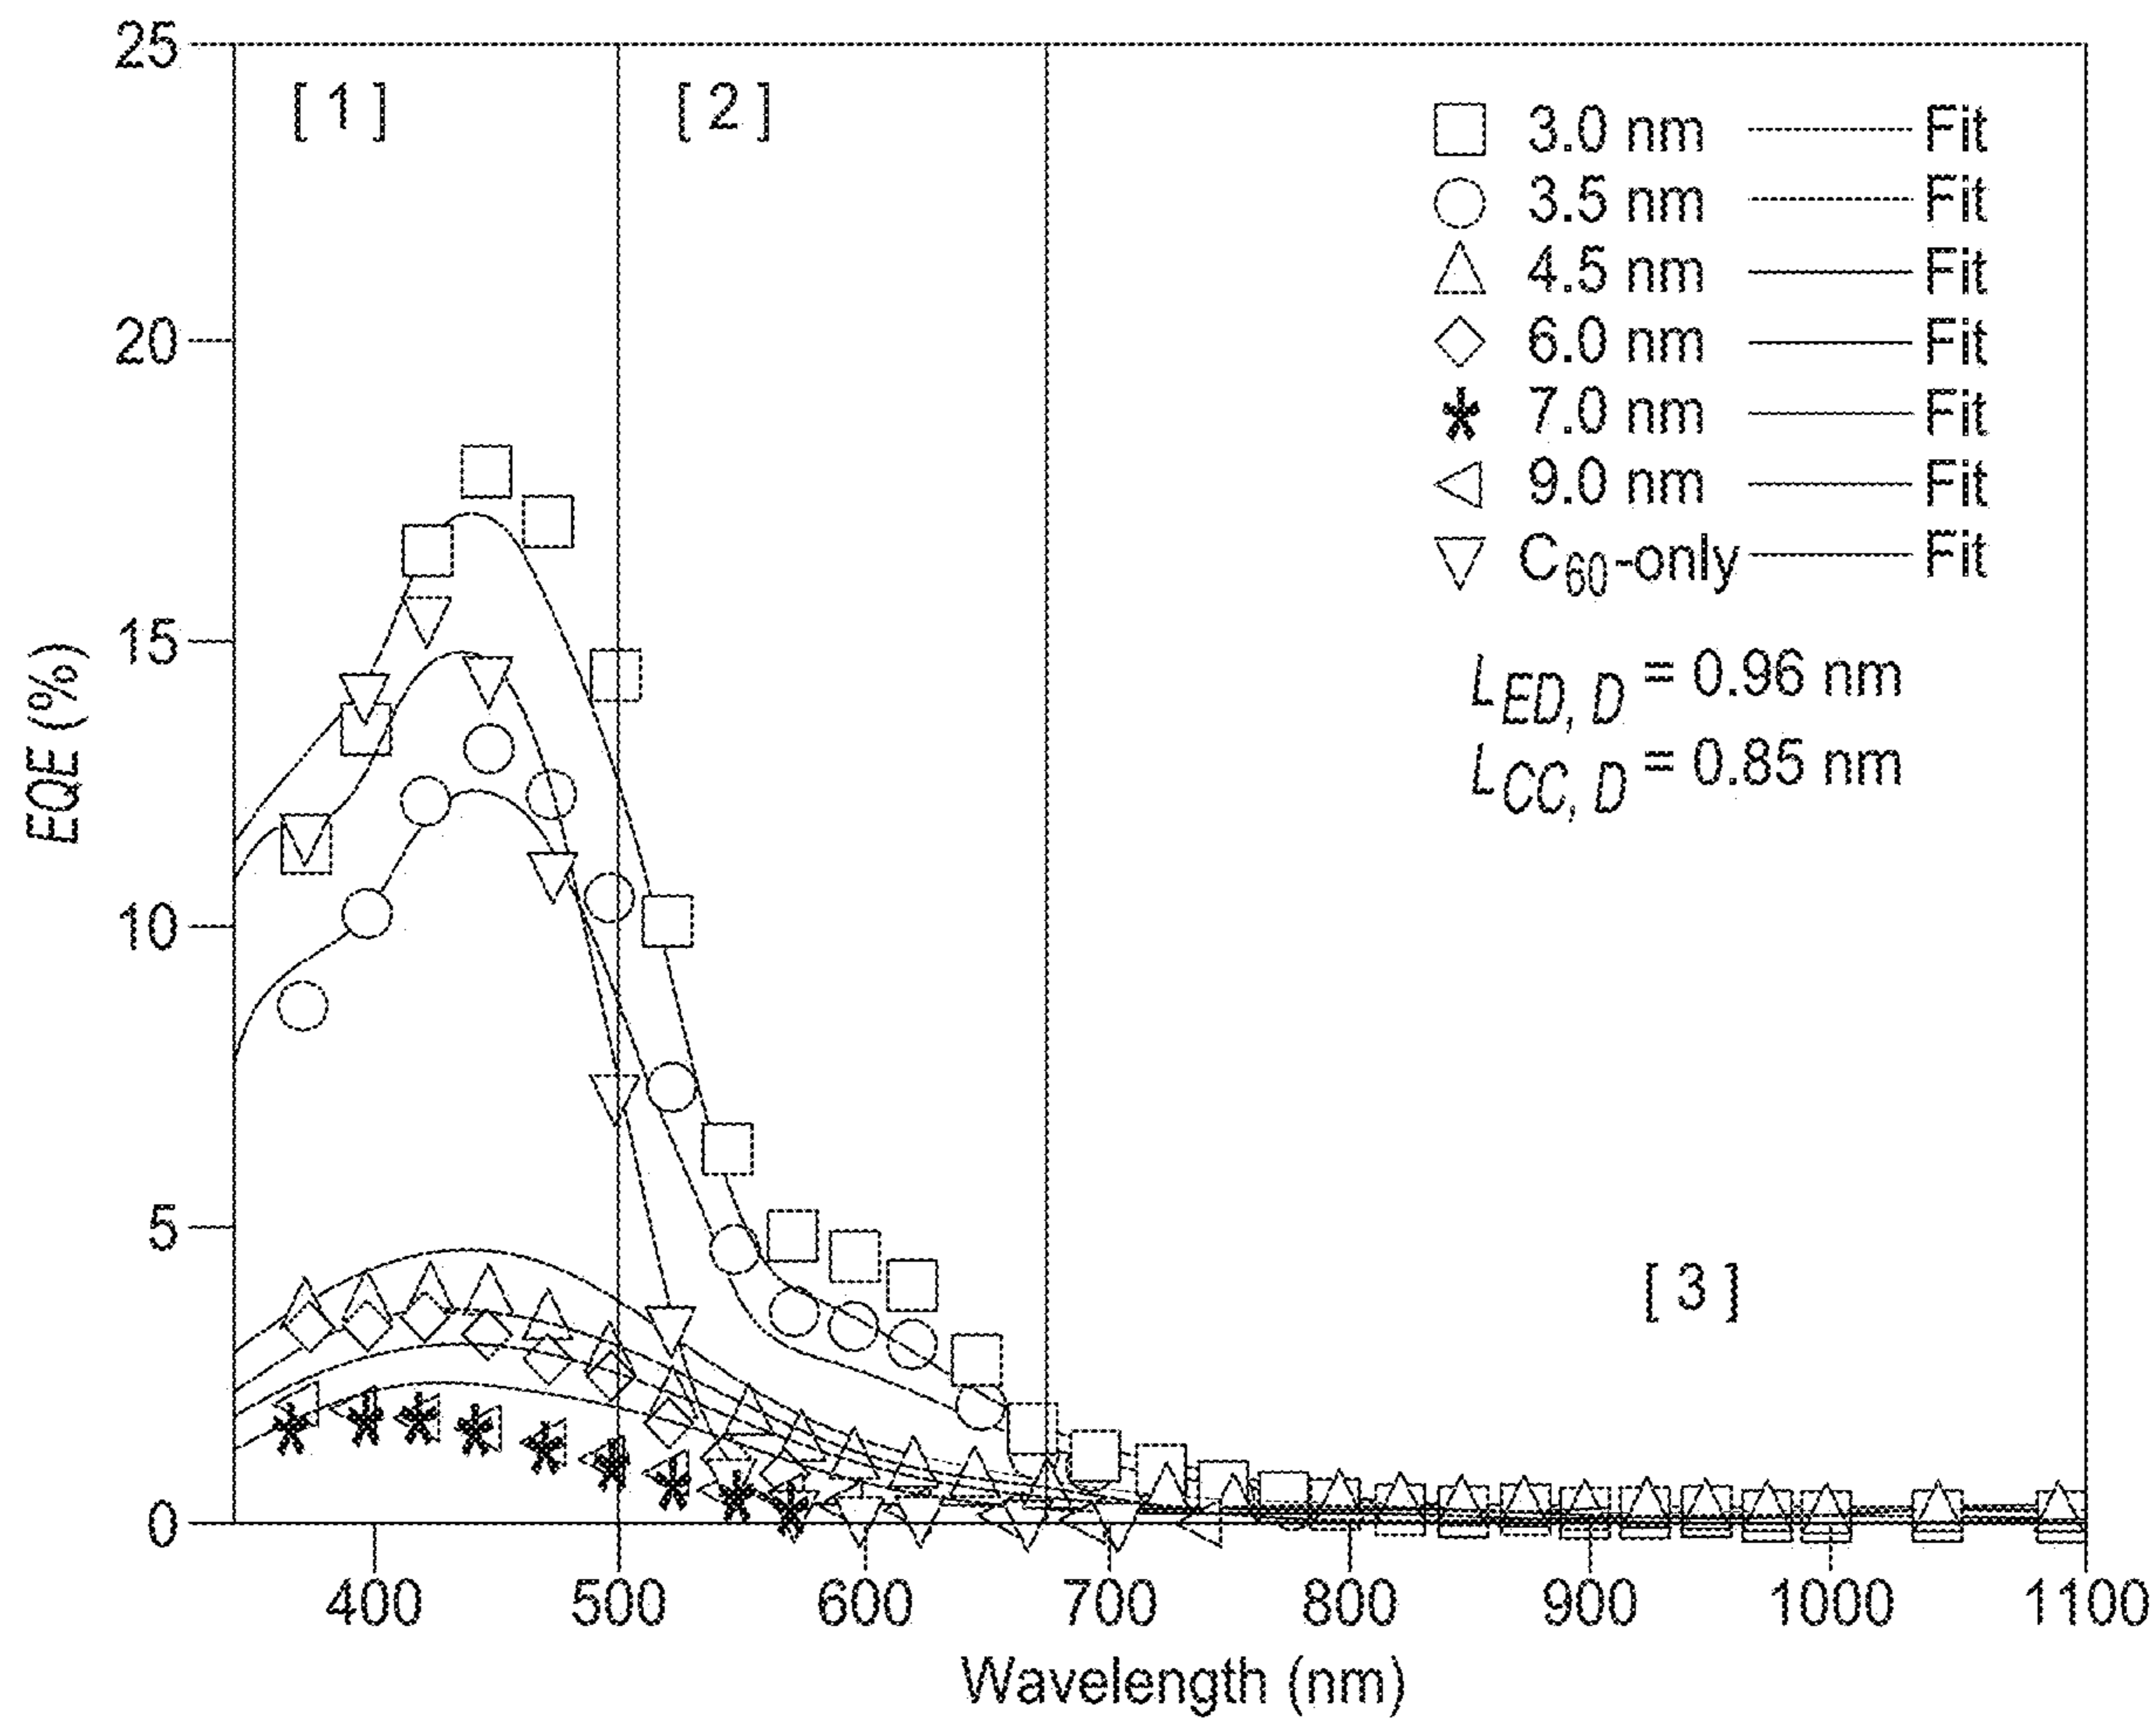 25
20
15
10
5
0
EQE (%)
[ 1 ]
[ 2 ]
[ 3 ]
3.0 nm Fit
3.5 nm Fit
4.5 nm Fit
6.0 nm Fit
7.0 nm Fit
9.0 nm Fit
C60-only Fit
LED, D = 0.96 nm
LCC, D = 0.85 nm
400 500 600 700 800 900 1000 1100
Wavelength (nm)